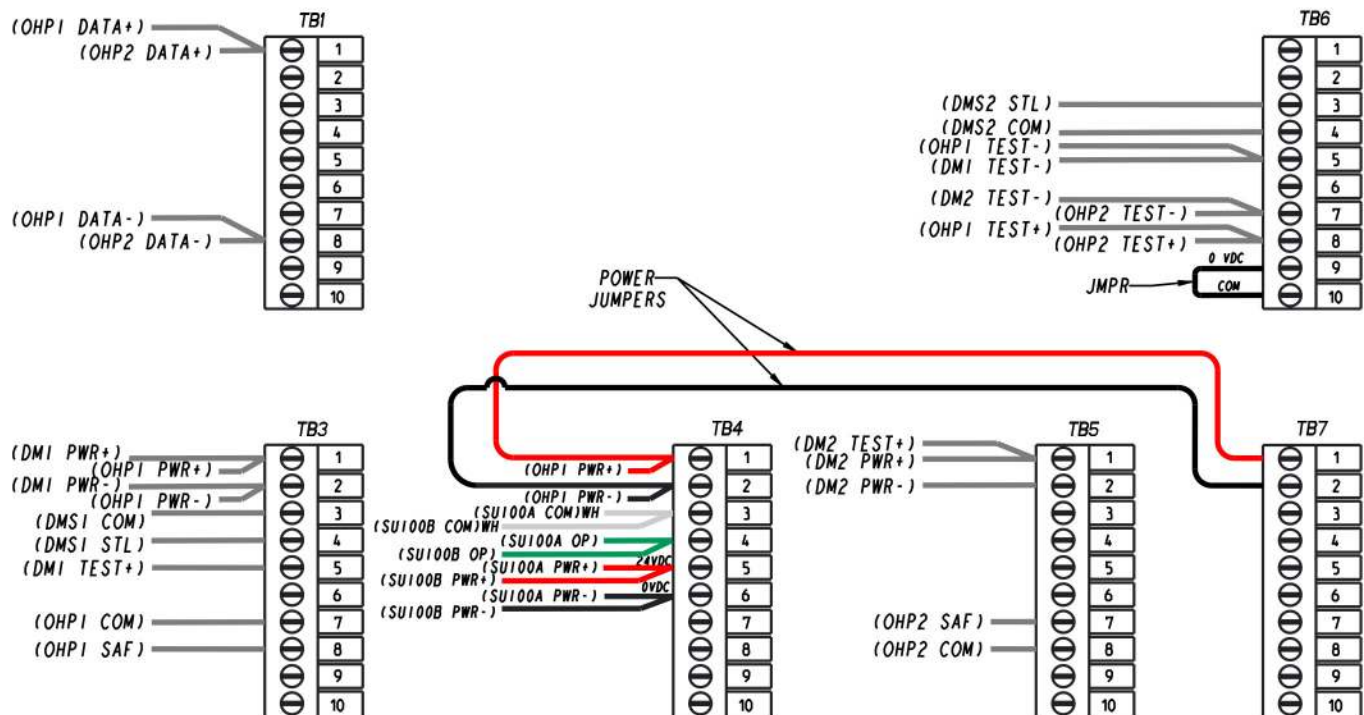 TB1
(OHP1 DATA+)
(OHP2 DATA+)
1
2
3
4
5
6
(OHP1 DATA-)
7
(OHP2 DATA-)
8
9
10
TB6
1
2
(DMS2 STL)
3
(DMS2 COM)
4
(OHP1 TEST-)
(DM1 TEST-)
5
6
(DM2 TEST-)
(OHP2 TEST-)
7
(OHP1 TEST+)
(OHP2 TEST+)
8
0 VDC
9
JMPR
COM
10
POWER
JUMPERS
TB3
(DM1 PWR+)
(OHP1 PWR+)
1
(DM1 PWR-)
(OHP1 PWR-)
2
(DMS1 COM)
3
(DMS1 STL)
4
(DM1 TEST+)
5
6
(OHP1 COM)
7
(OHP1 SAF)
8
9
10
TB4
(OHP1 PWR+)
1
(OHP1 PWR-)
2
(SU100A COM)WH
(SU100B COM)WH
3
(SU100A OP)
(SU100B OP)
4
24VDC
(SU100A PWR+)
(SU100B PWR+)
5
0VDC
(SU100A PWR-)
(SU100B PWR-)
6
7
8
9
10
TB5
(DM2 TEST+)
(DM2 PWR+)
1
(DM2 PWR-)
2
3
4
5
6
(OHP2 SAF)
7
(OHP2 COM)
8
9
10
TB7
1
2
3
4
5
6
7
8
9
10